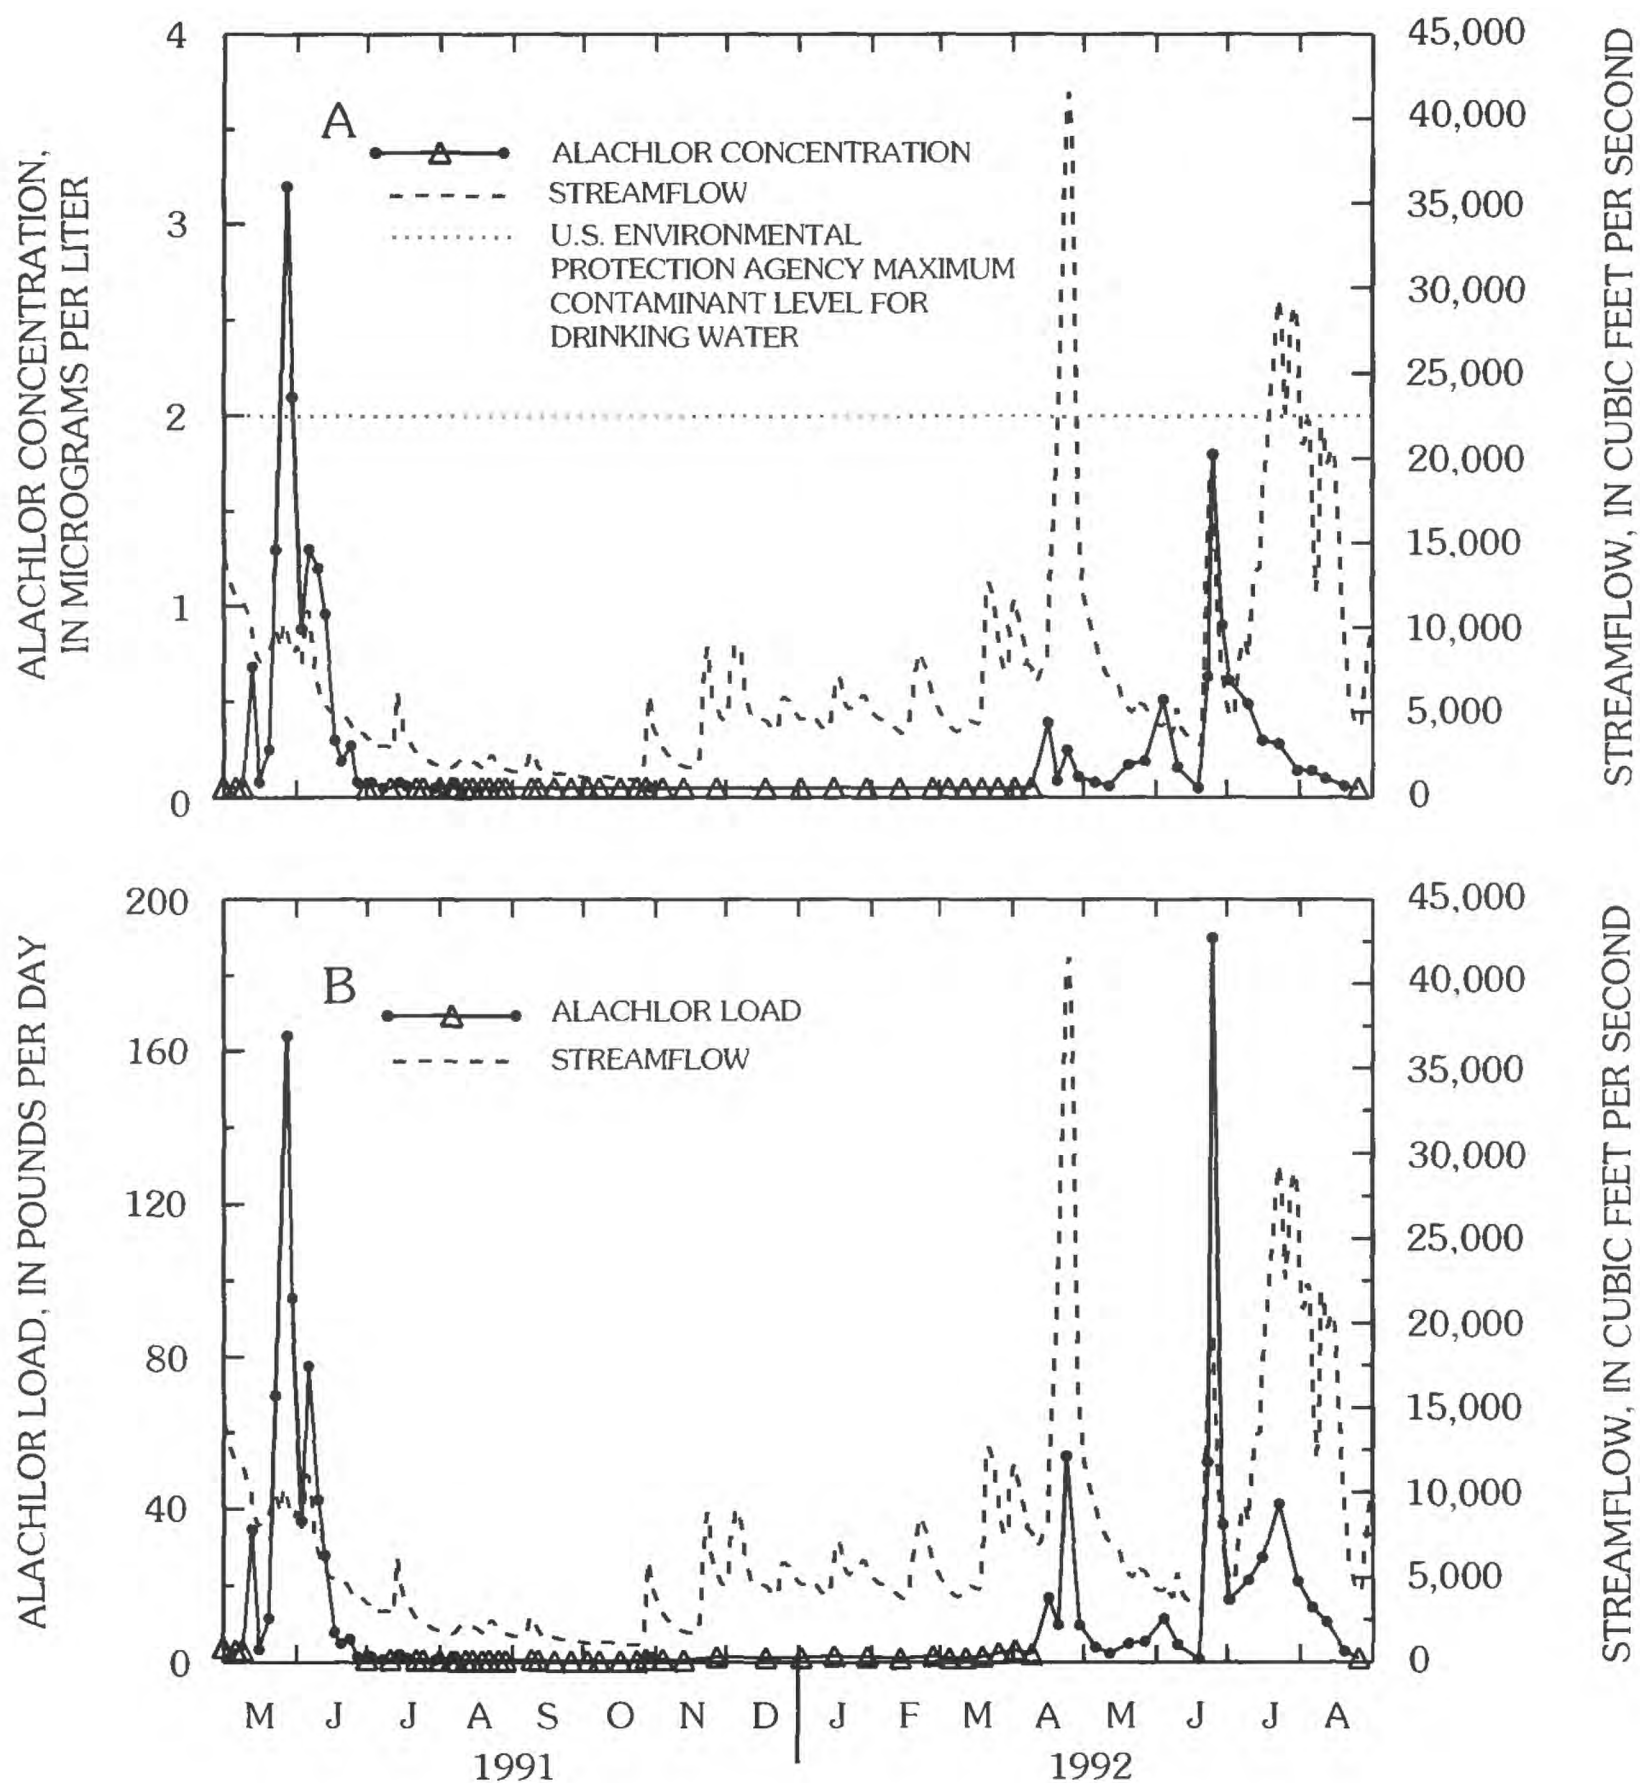 ALACHLOR CONCENTRATION,
IN MICROGRAMS PER LITER
4
3
2
1
0
A
ALACHLOR CONCENTRATION
STREAMFLOW
U.S. ENVIRONMENTAL
PROTECTION AGENCY MAXIMUM
CONTAMINANT LEVEL FOR
DRINKING WATER
45,000
40,000
35,000
30,000
25,000
20,000
15,000
10,000
5,000
0
STREAMFLOW, IN CUBIC FEET PER SECOND
ALACHLOR LOAD, IN POUNDS PER DAY
200
160
120
80
40
0
B
ALACHLOR LOAD
STREAMFLOW
45,000
40,000
35,000
30,000
25,000
20,000
15,000
10,000
5,000
0
STREAMFLOW, IN CUBIC FEET PER SECOND
M J J A S O N D J F M A M J J A
1991 1992